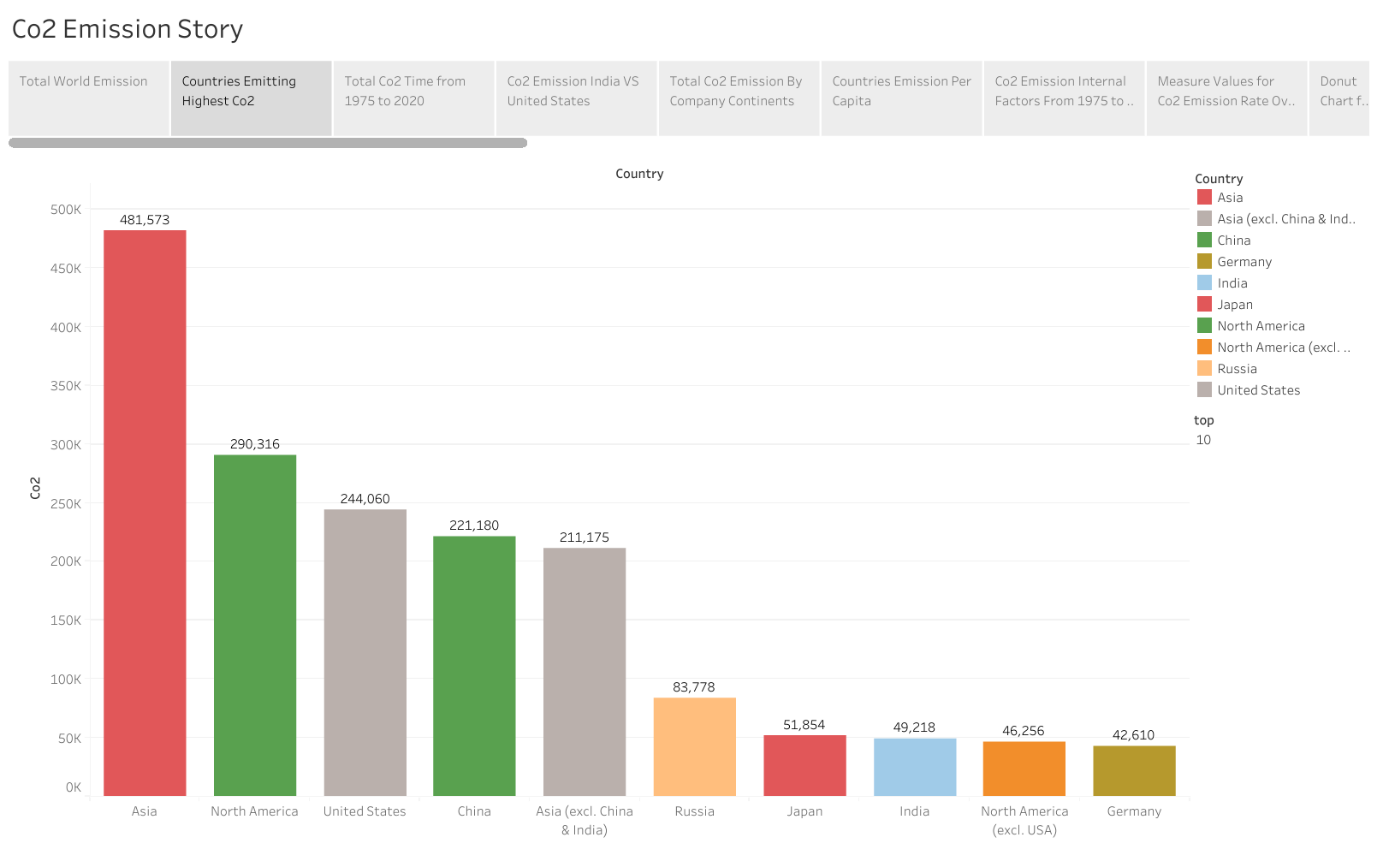 Co2 Emission Story
Total World Emission
Countries Emitting
Highest Co2
Total Co2 Time from
1975 to 2020
Co2 Emission India VS
United States
Total Co2 Emission By
Company Continents
Countries Emission Per
Capita
Co2 Emission Internal
Factors From 1975 to ..
Measure Values for
Co2 Emission Rate Ov..
Donut
Chart f..
Country
500K
450K
400K
350K
300K
250K
200K
150K
100K
50K
0K
Co2
481,573
290,316
244,060
221,180
211,175
83,778
51,854
49,218
46,256
42,610
Asia
North America
United States
China
Asia (excl. China
& India)
Russia
Japan
India
North America
(excl. USA)
Germany
Country
Asia
Asia (excl. China & Ind..
China
Germany
India
Japan
North America
North America (excl. ..
Russia
United States
top
10